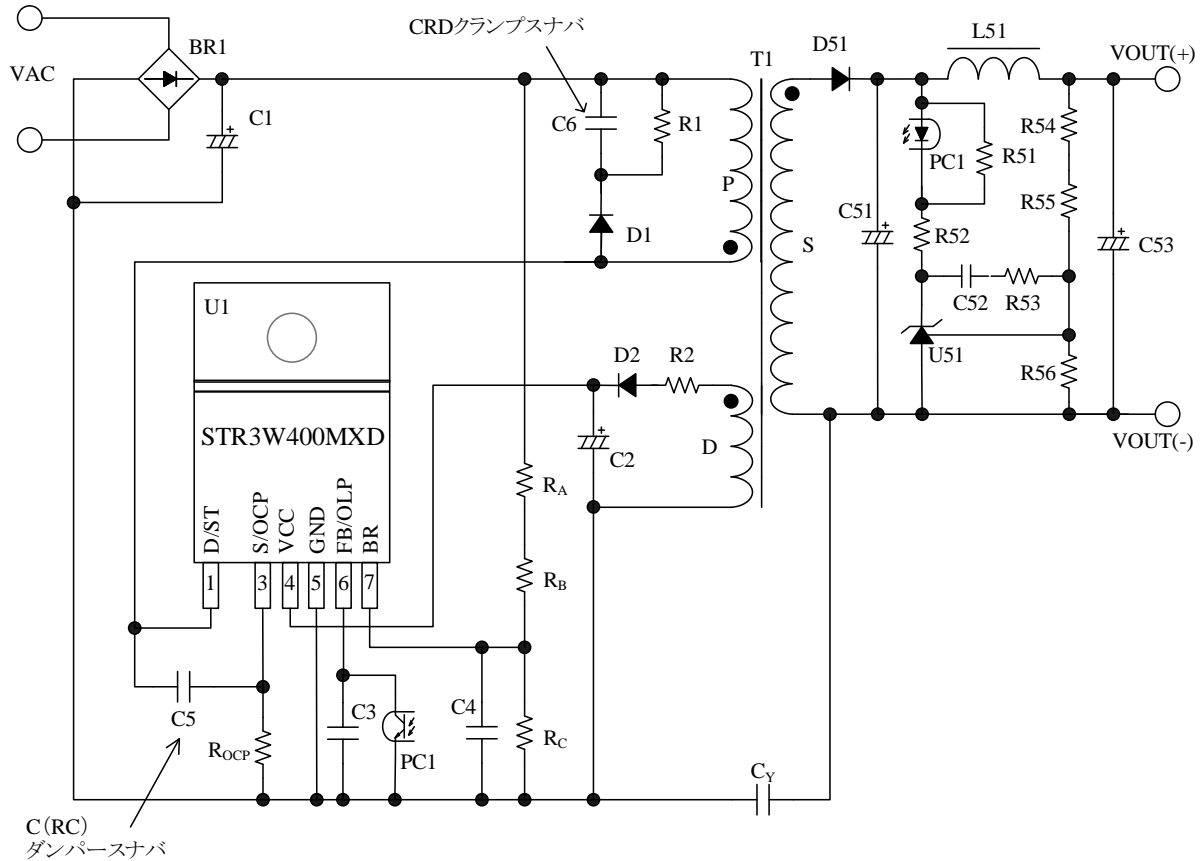 CRDクランプスナバ
VAC
BR1
C1
C6
R1
D1
T1
P
S
D51
L51
VOUT(+)
PC1
R51
R54
R55
C51
R52
C53
C52
R53
U51
R56
VOUT(-)
U1
STR3W400MXD
D/ST
S/OCP
VCC
GND
FB/OLP
BR
1
3
4
5
6
7
D2
R2
C2
D
RA
RB
RC
C5
ROCP
C3
PC1
C4
CY
C(RC)
ダンパースナバ